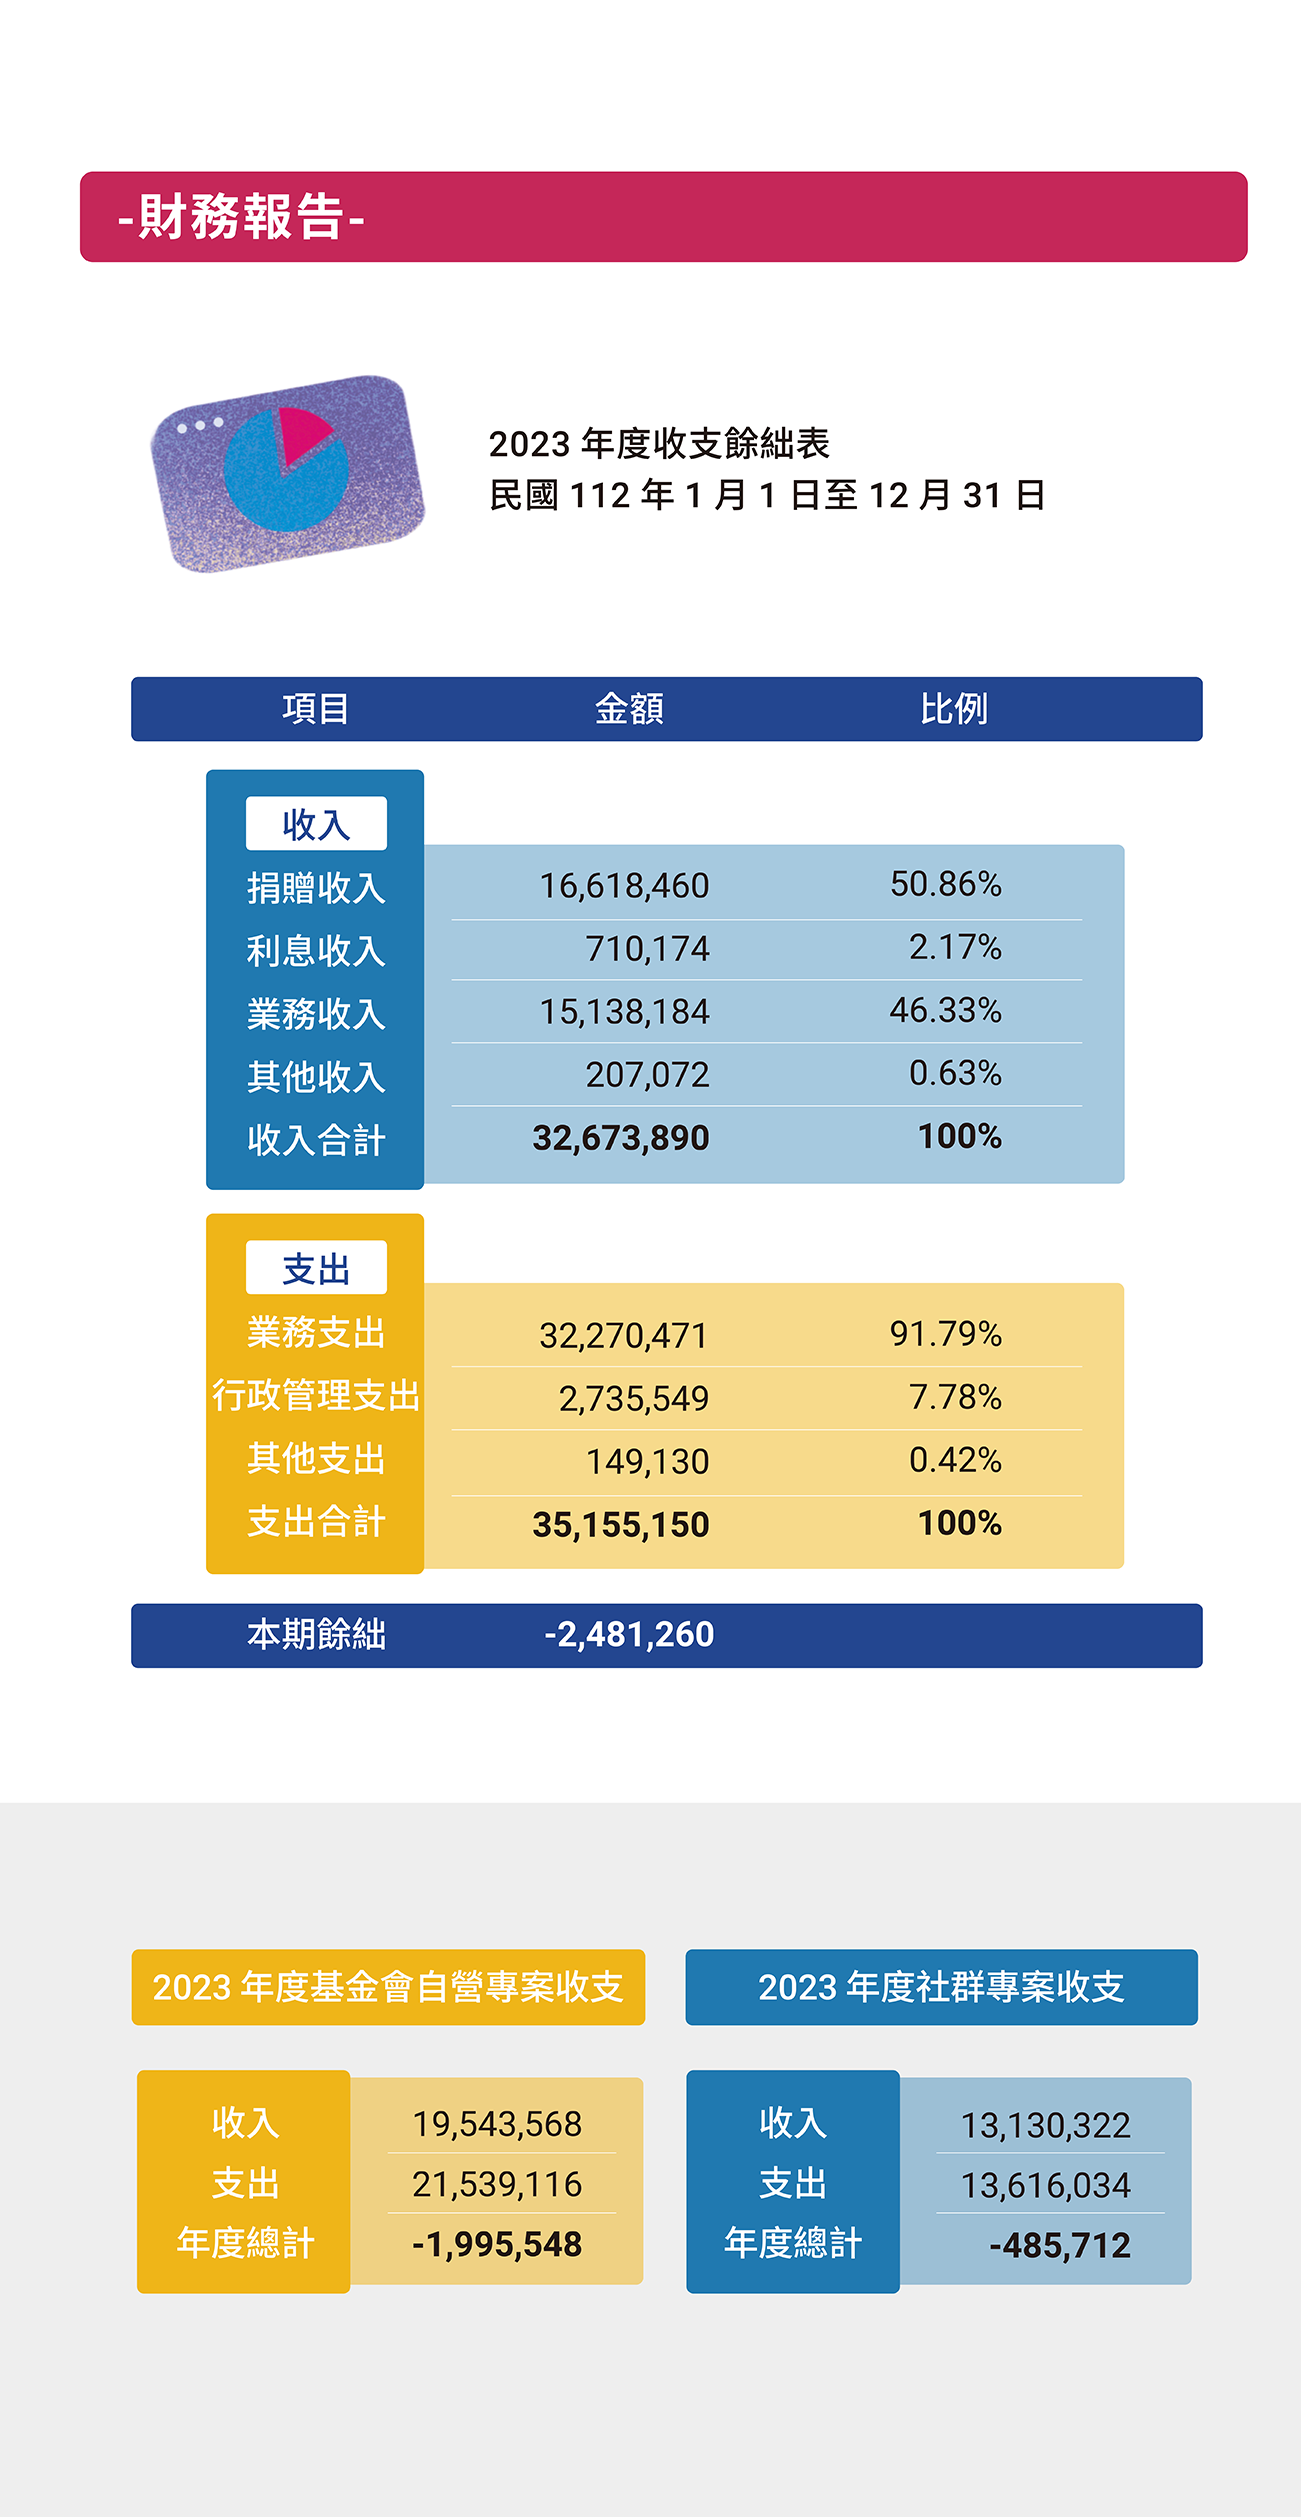 -財務報告-
2023 年度收支餘絀表
民國 112 年 1 月 1 日至 12 月 31 日
項目 金額 比例
收入
捐贈收入 16,618,460 50.86%
利息收入 710,174 2.17%
業務收入 15,138,184 46.33%
其他收入 207,072 0.63%
收入合計 32,673,890 100%
支出
業務支出 32,270,471 91.79%
行政管理支出 2,735,549 7.78%
其他支出 149,130 0.42%
支出合計 35,155,150 100%
本期餘絀 -2,481,260
2023 年度基金會自營專案收支
收入 19,543,568
支出 21,539,116
年度總計 -1,995,548
2023 年度社群專案收支
收入 13,130,322
支出 13,616,034
年度總計 -485,712